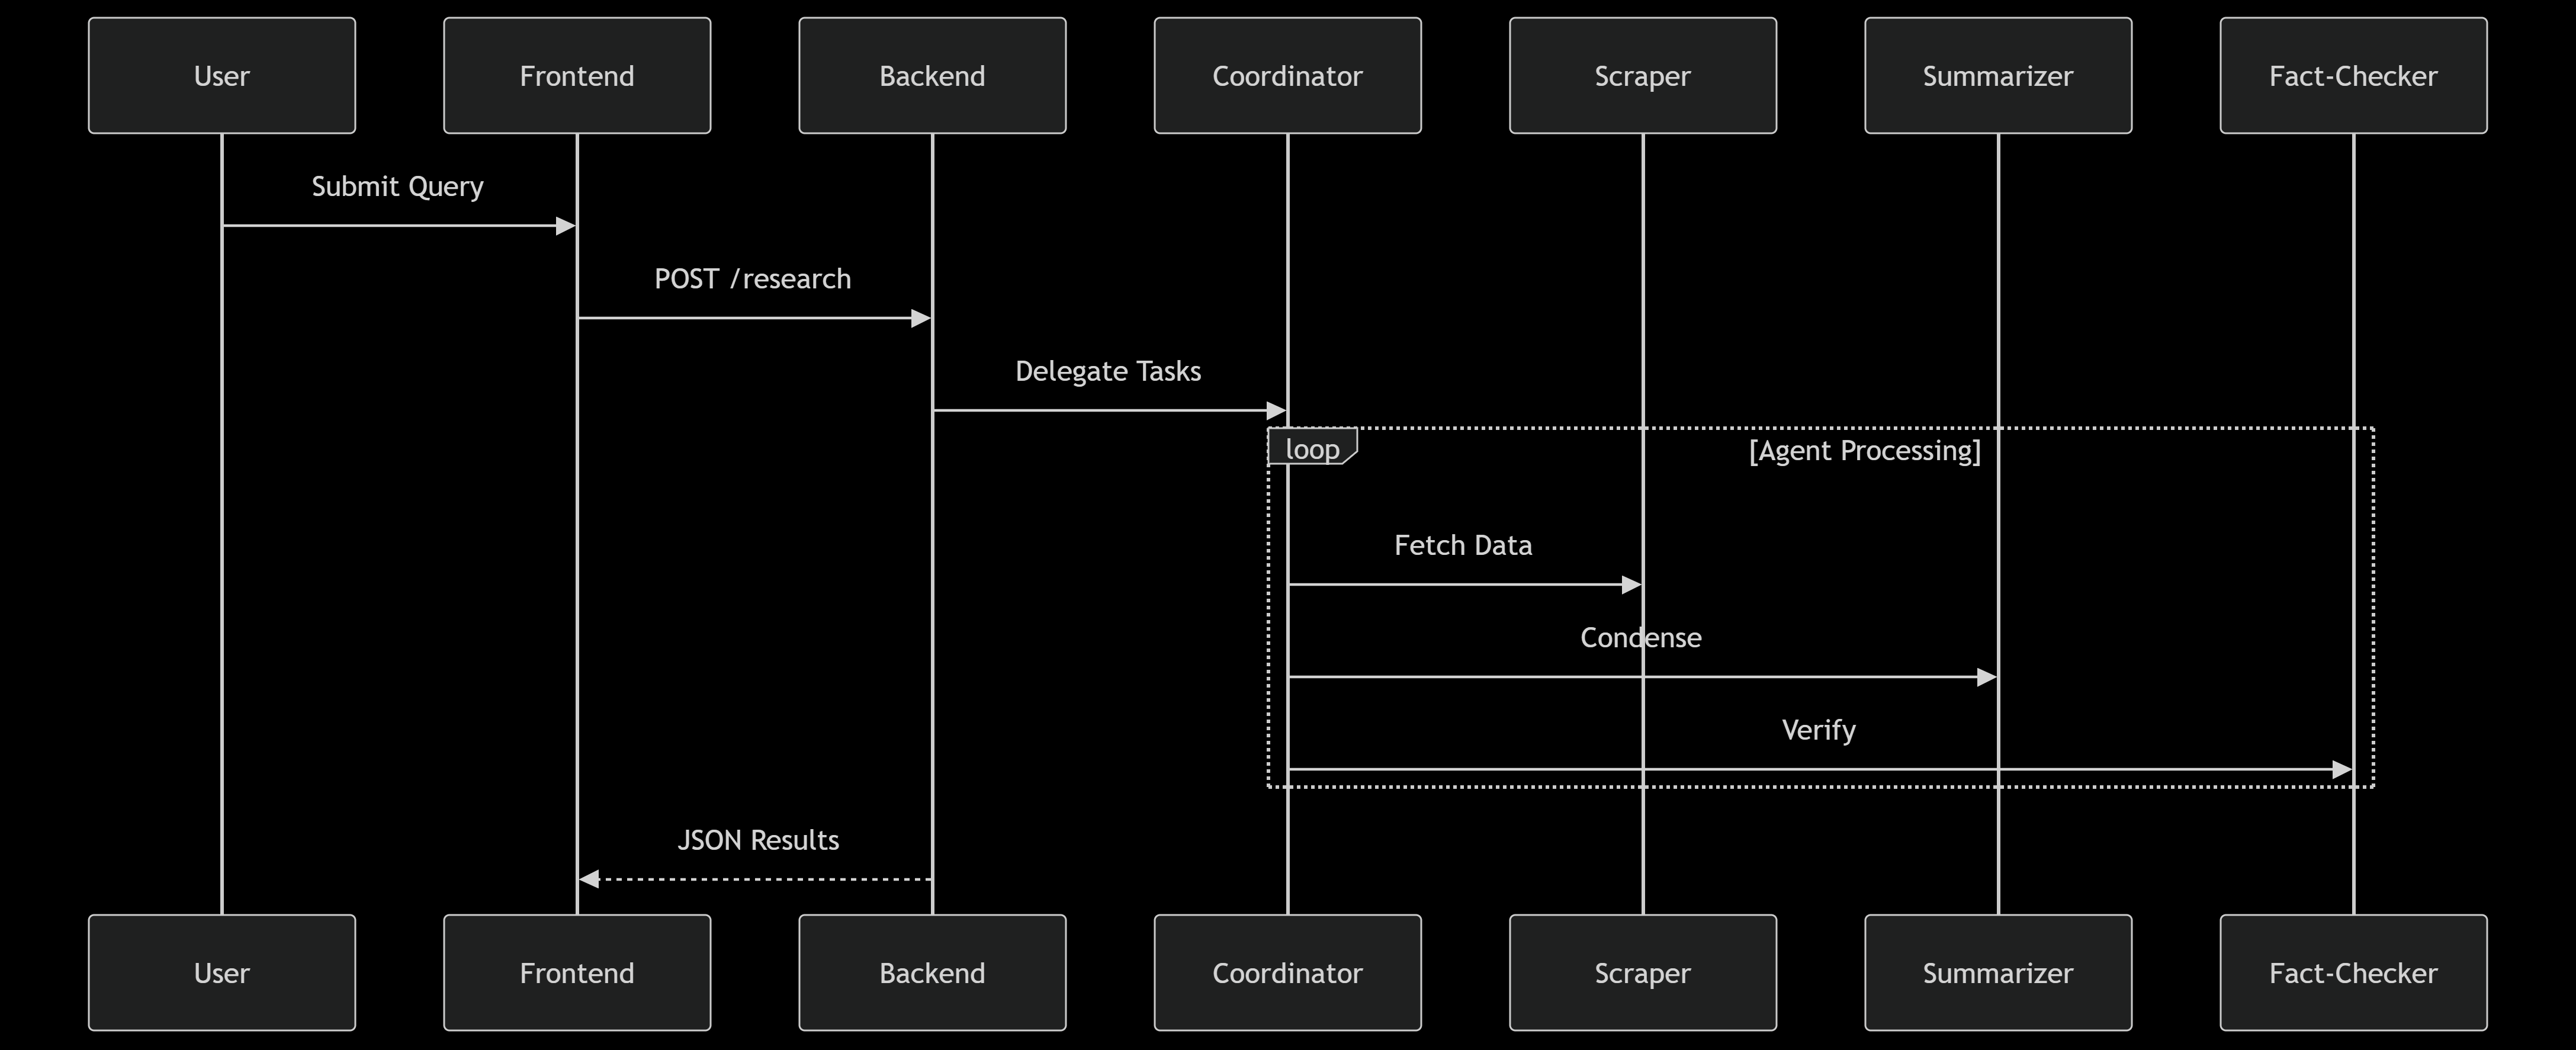 User
Frontend
Backend
Coordinator
Scraper
Summarizer
Fact-Checker
Submit Query
POST /research
Delegate Tasks
loop
[Agent Processing]
Fetch Data
Condense
Verify
JSON Results
User
Frontend
Backend
Coordinator
Scraper
Summarizer
Fact-Checker